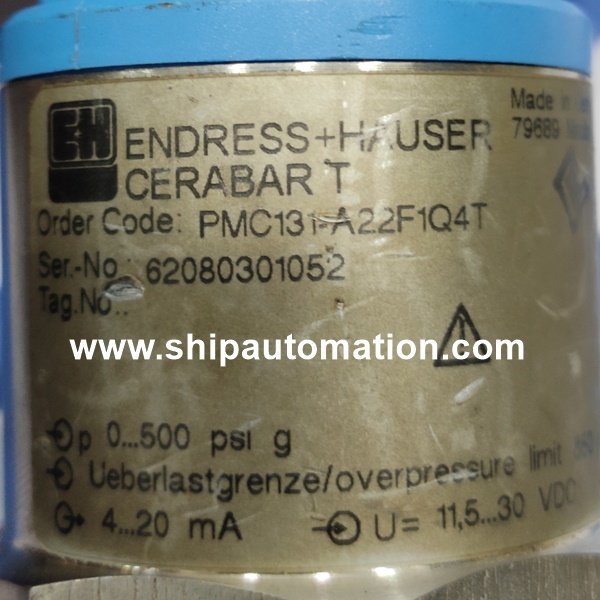 E+H
ENDRESS+HAUSER
CERABAR T
Made in
79689
Order Code: PMC131-A22F1Q4T
Ser.-No.: 62080301052
Tag.No.:
www.shipautomation.com
p 0...500 psi g
Ueberlastgrenze/overpressure limit
4...20 mA
U= 11,5...30 VDC